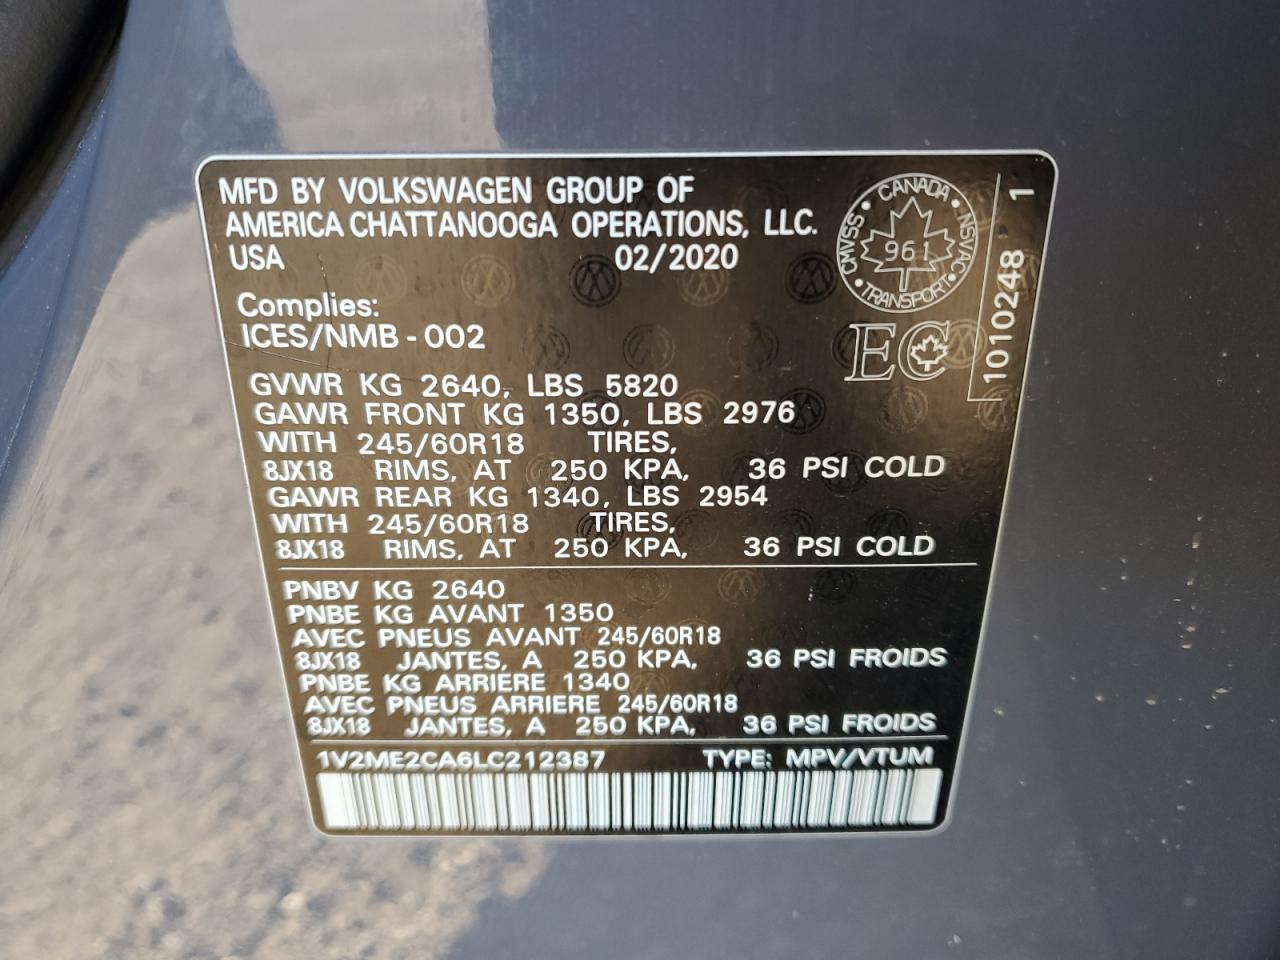 MFD BY VOLKSWAGEN GROUP OF
AMERICA CHATTANOOGA OPERATIONS, LLC.
USA 02/2020
CANADA
CMVSS • NSVAC
961
TRANSPORT
EC
1010248 1
Complies:
ICES/NMB - 002
GVWR KG 2640, LBS 5820
GAWR FRONT KG 1350, LBS 2976
WITH 245/60R18 TIRES,
8JX18 RIMS, AT 250 KPA, 36 PSI COLD
GAWR REAR KG 1340, LBS 2954
WITH 245/60R18 TIRES,
8JX18 RIMS, AT 250 KPA, 36 PSI COLD
PNBV KG 2640
PNBE KG AVANT 1350
AVEC PNEUS AVANT 245/60R18
8JX18 JANTES, A 250 KPA, 36 PSI FROIDS
PNBE KG ARRIERE 1340
AVEC PNEUS ARRIERE 245/60R18
8JX18 JANTES, A 250 KPA, 36 PSI FROIDS
1V2ME2CA6LC212387 TYPE: MPV/VTUM